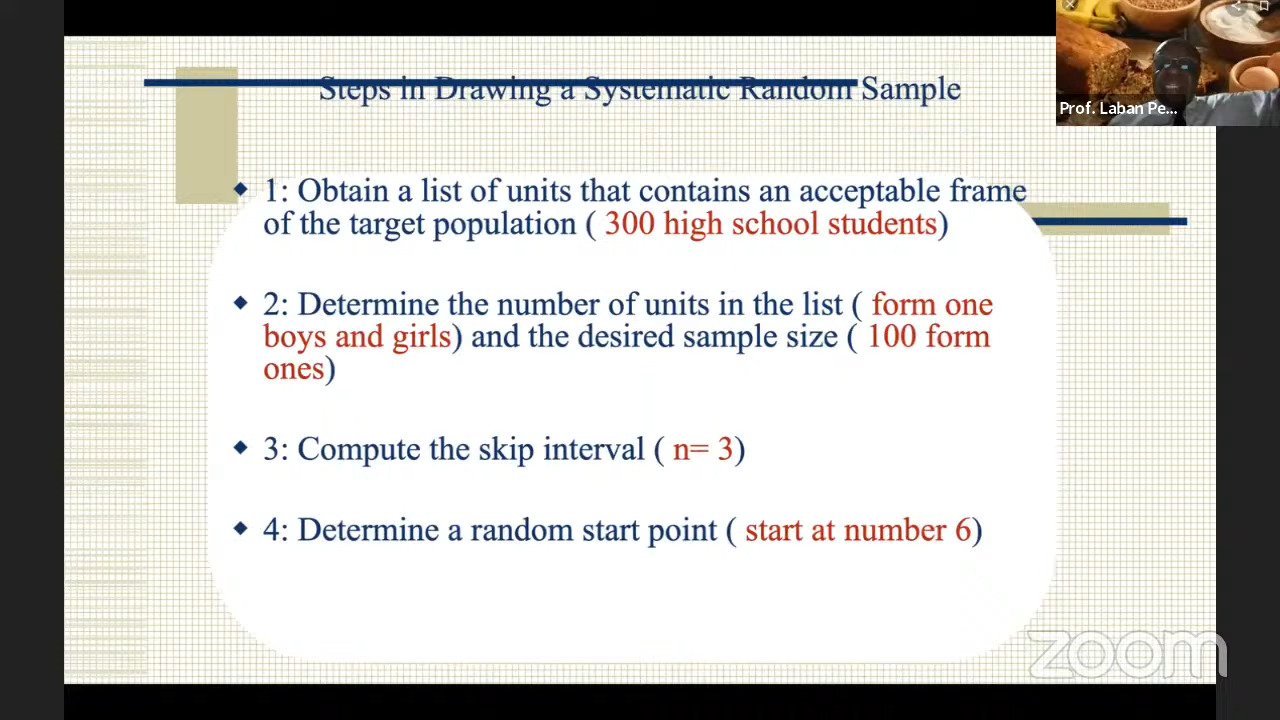 Steps in Drawing a Systematic Random Sample
Prof. Laban Pe...
◆ 1: Obtain a list of units that contains an acceptable frame
of the target population ( 300 high school students)
◆ 2: Determine the number of units in the list ( form one
boys and girls) and the desired sample size ( 100 form
ones)
◆ 3: Compute the skip interval ( n= 3)
◆ 4: Determine a random start point ( start at number 6)
zoom